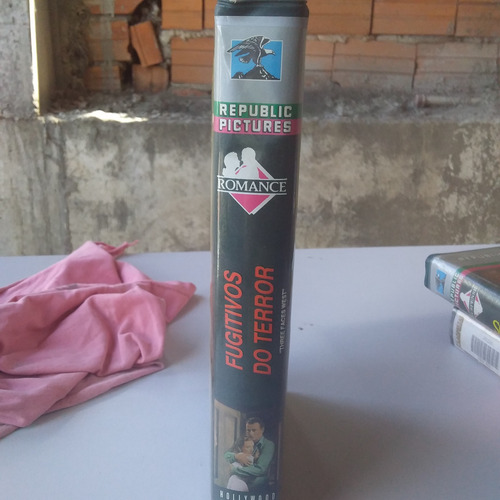 REPUBLIC
PICTURES
ROMANCE
FUGITIVOS
DO TERROR
"THREE FACES WEST"
HOLLYWOOD